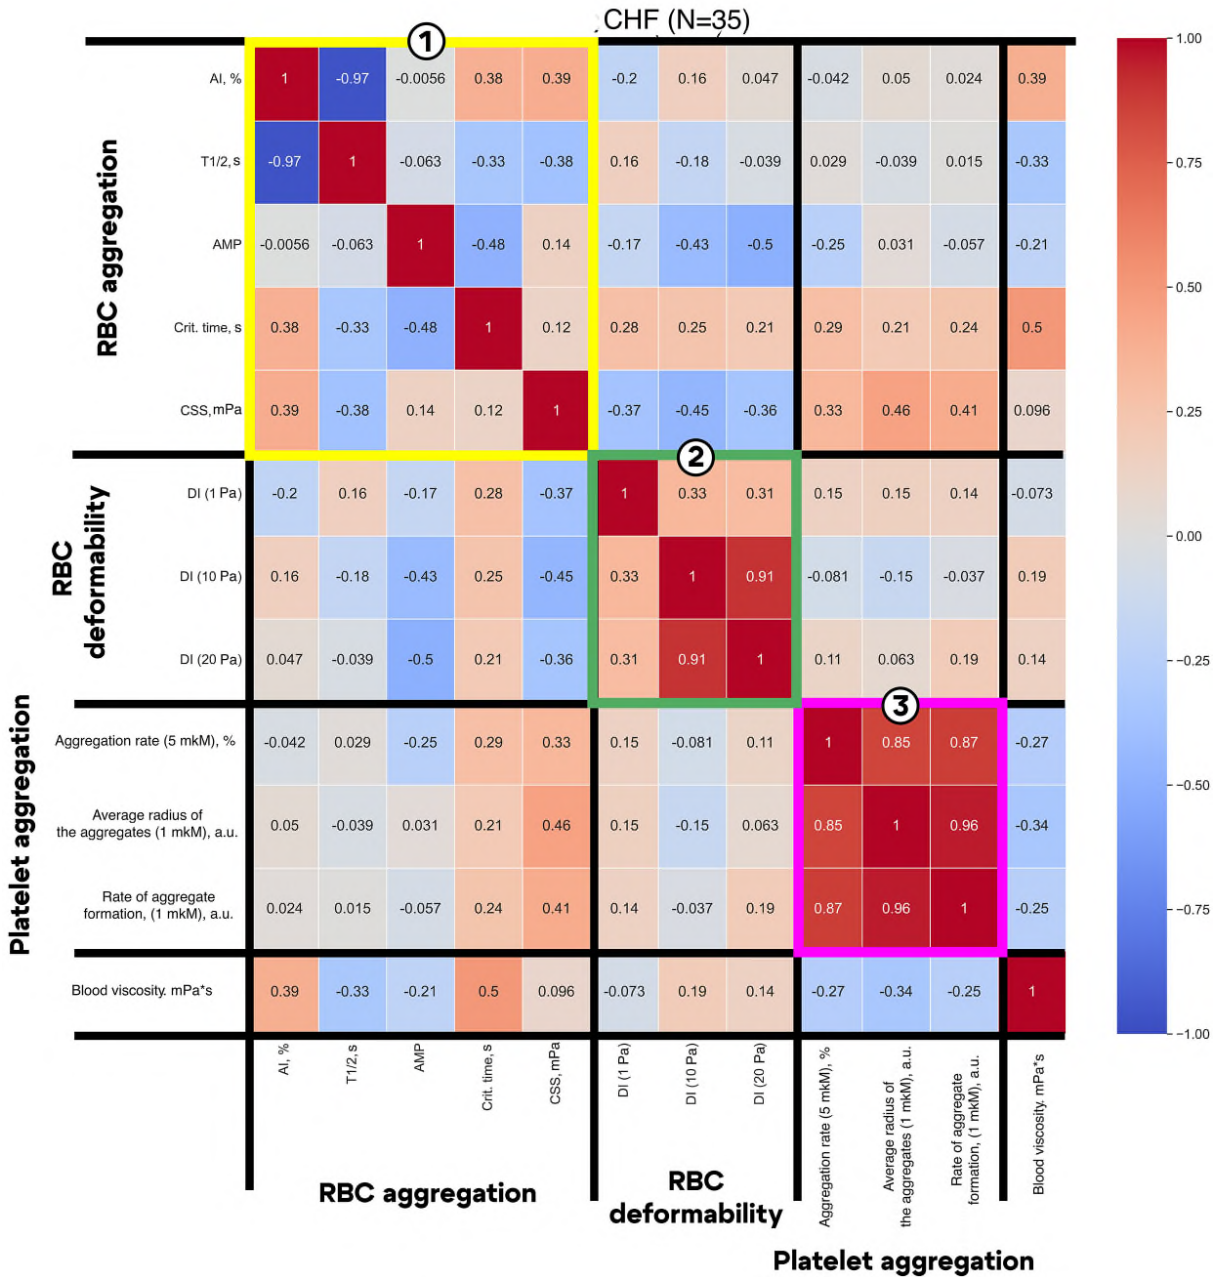 CHF (N=35)
1
AI, % 1 -0.97 -0.0056 0.38 0.39 -0.2 0.16 0.047 -0.042 0.05 0.024 0.39
T1/2, s -0.97 1 -0.063 -0.33 -0.38 0.16 -0.18 -0.039 0.029 -0.039 0.015 -0.33
AMP -0.0056 -0.063 1 -0.48 0.14 -0.17 -0.43 -0.5 -0.25 0.031 -0.057 -0.21
Crit. time, s 0.38 -0.33 -0.48 1 0.12 0.28 0.25 0.21 0.29 0.21 0.24 0.5
CSS, mPa 0.39 -0.38 0.14 0.12 1 -0.37 -0.45 -0.36 0.33 0.46 0.41 0.096
RBC aggregation
2
DI (1 Pa) -0.2 0.16 -0.17 0.28 -0.37 1 0.33 0.31 0.15 0.15 0.14 -0.073
DI (10 Pa) 0.16 -0.18 -0.43 0.25 -0.45 0.33 1 0.91 -0.081 -0.15 -0.037 0.19
DI (20 Pa) 0.047 -0.039 -0.5 0.21 -0.36 0.31 0.91 1 0.11 0.063 0.19 0.14
RBC
deformability
3
Aggregation rate (5 mkM), % -0.042 0.029 -0.25 0.29 0.33 0.15 -0.081 0.11 1 0.85 0.87 -0.27
Average radius of
the aggregates (1 mkM), a.u. 0.05 -0.039 0.031 0.21 0.46 0.15 -0.15 0.063 0.85 1 0.96 -0.34
Rate of aggregate
formation, (1 mkM), a.u. 0.024 0.015 -0.057 0.24 0.41 0.14 -0.037 0.19 0.87 0.96 1 -0.25
Platelet aggregation
Blood viscosity. mPa*s 0.39 -0.33 -0.21 0.5 0.096 -0.073 0.19 0.14 -0.27 -0.34 -0.25 1
AI, %
T1/2, s
AMP
Crit. time, s
CSS, mPa
DI (1 Pa)
DI (10 Pa)
DI (20 Pa)
Aggregation rate (5 mkM), %
Average radius of
the aggregates (1 mkM), a.u.
Rate of aggregate
formation, (1 mkM), a.u.
Blood viscosity. mPa*s
RBC aggregation
RBC
deformability
Platelet aggregation
1.00
0.75
0.50
0.25
0.00
-0.25
-0.50
-0.75
-1.00